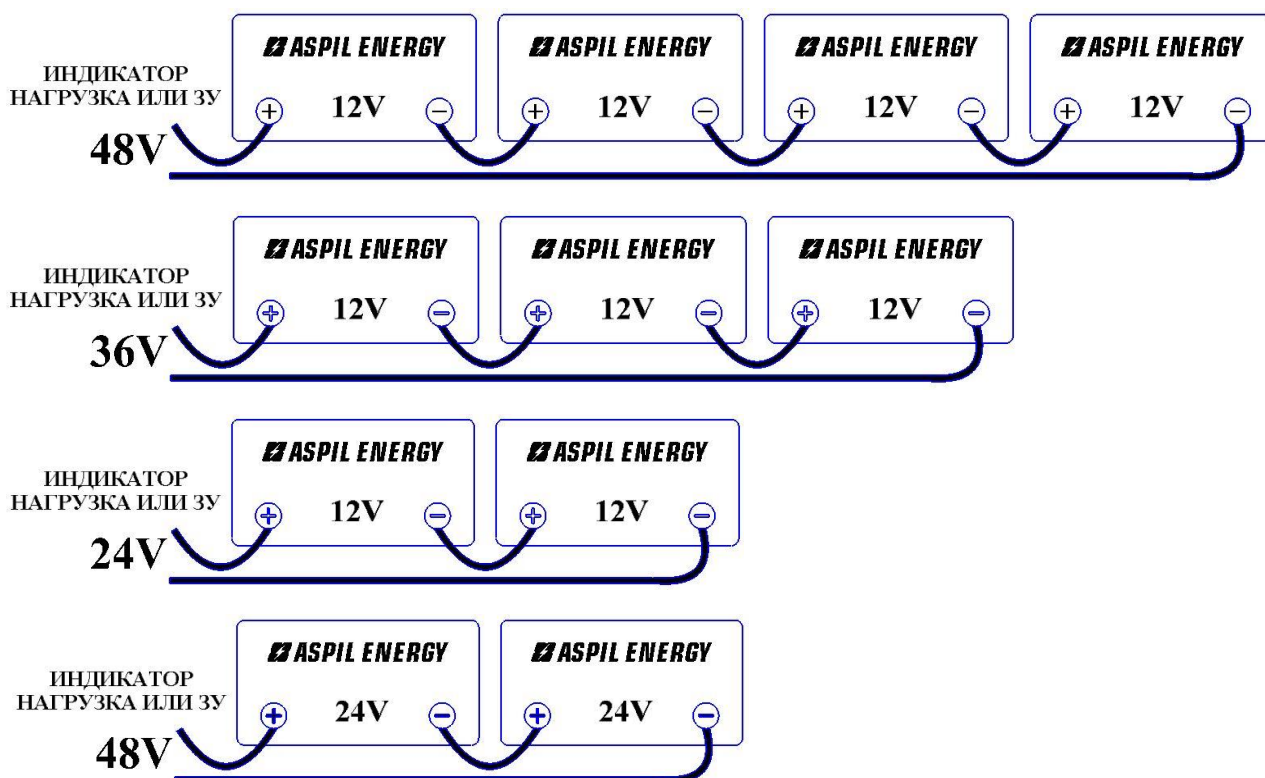 ASPIL ENERGY ASPIL ENERGY ASPIL ENERGY ASPIL ENERGY
ИНДИКАТОР
НАГРУЗКА ИЛИ ЗУ
+ 12V − + 12V − + 12V − + 12V −
48V
ASPIL ENERGY ASPIL ENERGY ASPIL ENERGY
ИНДИКАТОР
НАГРУЗКА ИЛИ ЗУ
+ 12V − + 12V − + 12V −
36V
ASPIL ENERGY ASPIL ENERGY
ИНДИКАТОР
НАГРУЗКА ИЛИ ЗУ
+ 12V − + 12V −
24V
ASPIL ENERGY ASPIL ENERGY
ИНДИКАТОР
НАГРУЗКА ИЛИ ЗУ
+ 24V − + 24V −
48V